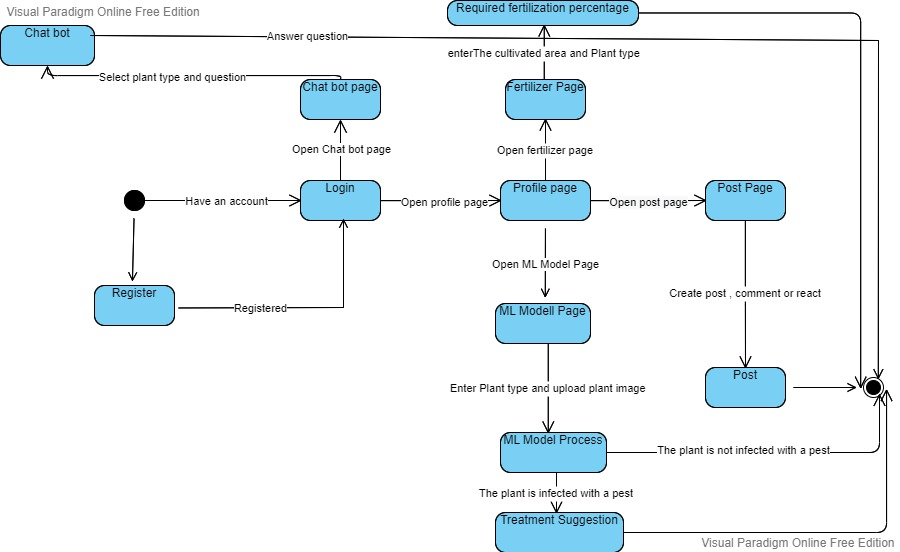 Visual Paradigm Online Free Edition
Required fertilization percentage
Chat bot
Answer question
enterThe cultivated area and Plant type
Select plant type and question
Chat bot page
Fertilizer Page
Open Chat bot page
Open fertilizer page
Login
Profile page
Post Page
Have an account
Open profile page
Open post page
Open ML Model Page
Register
Create post , comment or react
Registered
ML Modell Page
Post
Enter Plant type and upload plant image
ML Model Process
The plant is not infected with a pest
The plant is infected with a pest
Treatment Suggestion
Visual Paradigm Online Free Edition